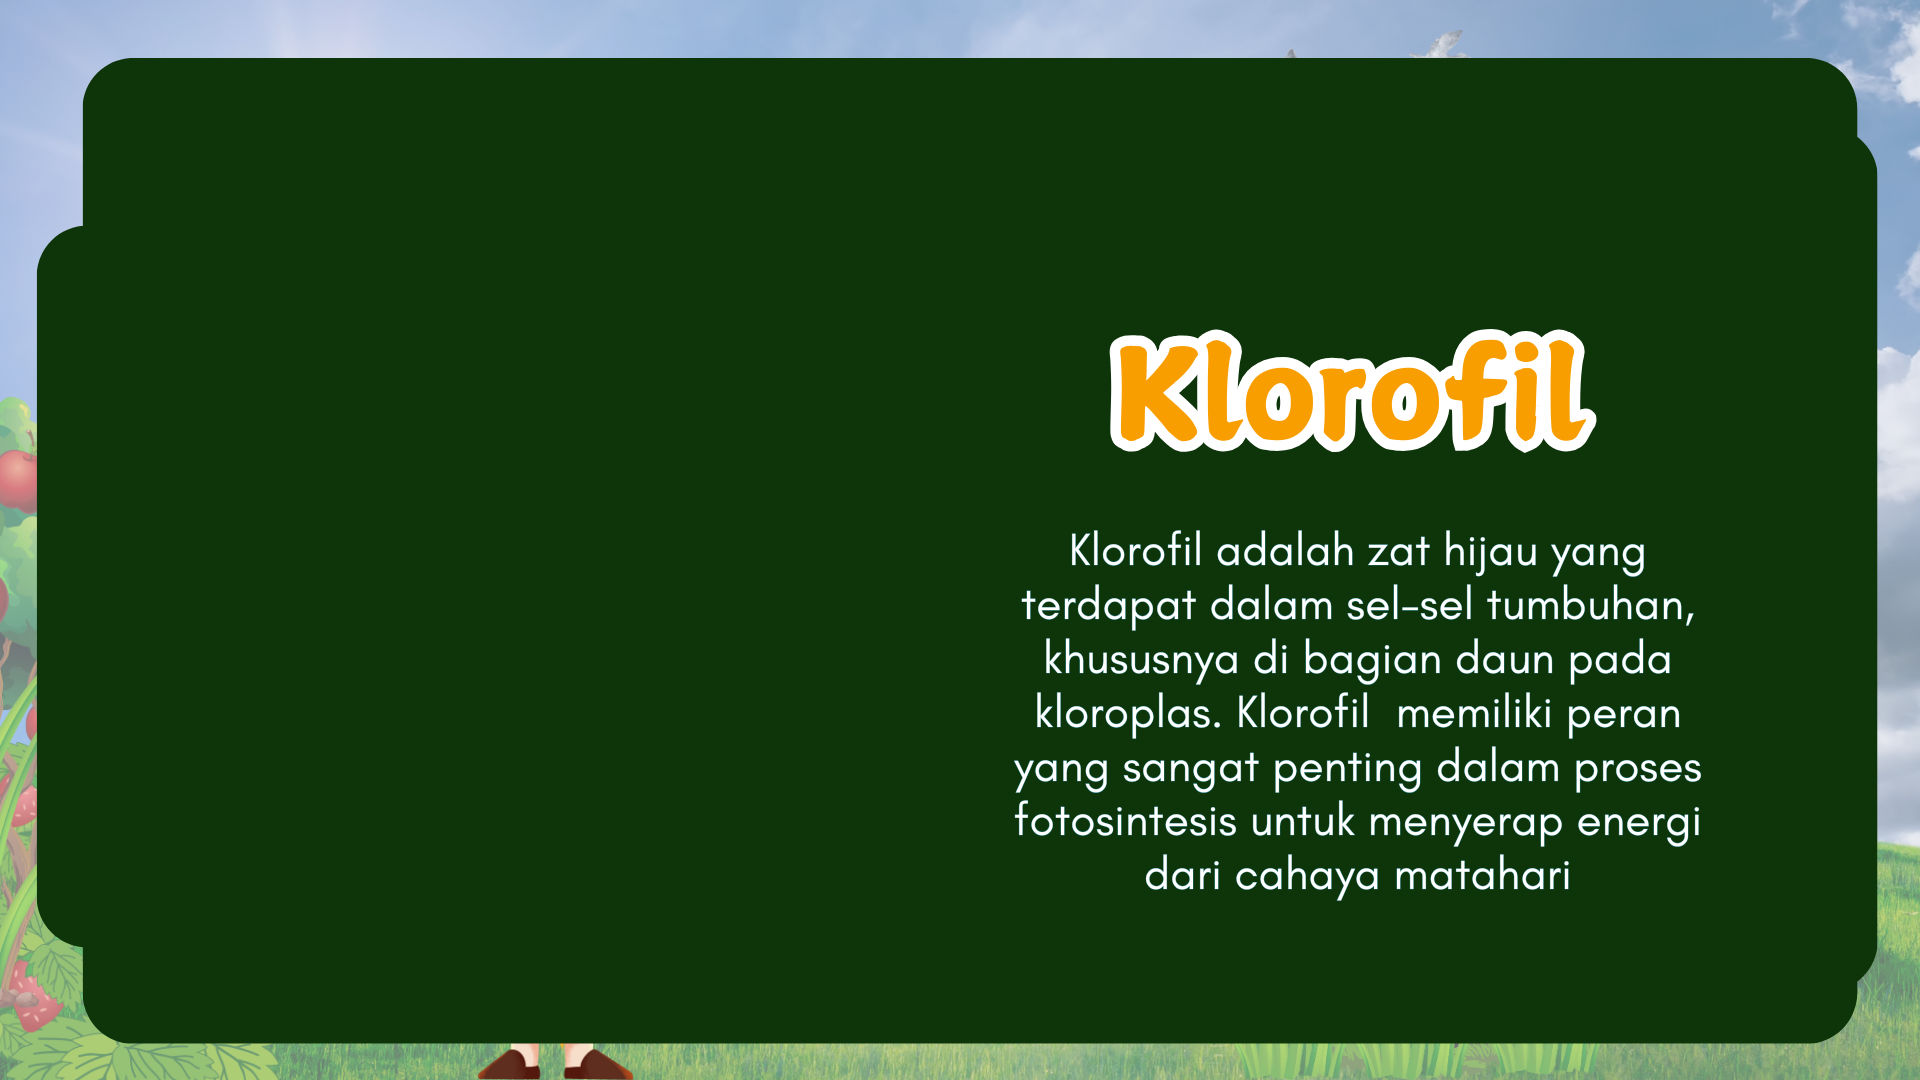 Klorofil
Klorofil adalah zat hijau yang
terdapat dalam sel-sel tumbuhan,
khususnya di bagian daun pada
kloroplas. Klorofil  memiliki peran
yang sangat penting dalam proses
fotosintesis untuk menyerap energi
dari cahaya matahari